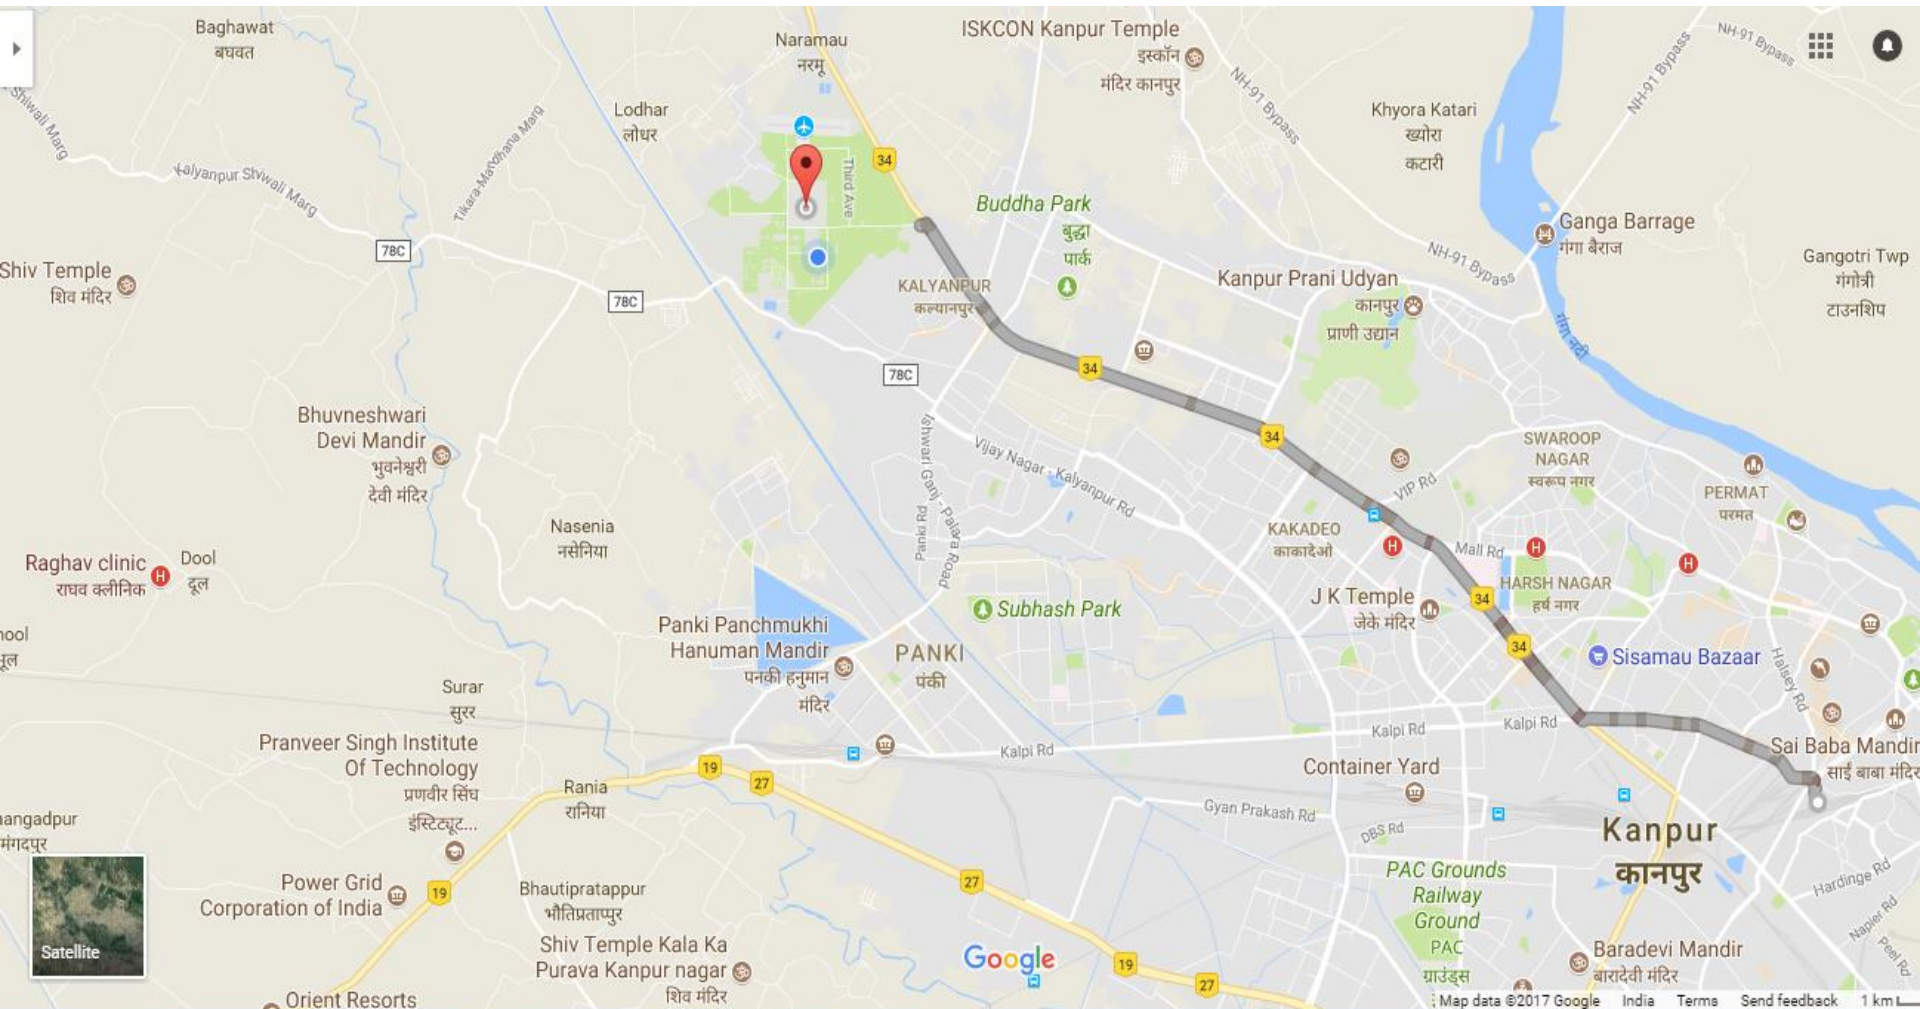 Baghawat
बघवत
Naramau
नरमू
ISKCON Kanpur Temple
इस्कॉन
मंदिर कानपुर
NH-91 Bypass
NH-91 Bypass
NH-91 Bypass
Shiwali Marg
Lodhar
लोधर
Khyora Katari
ख्योरा
कटारी
Kalyanpur Shiwali Marg
Tikara-Mandhana Marg
Third Ave
34
Buddha Park
बुद्धा
पार्क
Ganga Barrage
गंगा बैराज
78C
NH-91 Bypass
Gangotri Twp
गंगोत्री
टाउनशिप
Shiv Temple
शिव मंदिर
78C
KALYANPUR
कल्यानपुर
Kanpur Prani Udyan
कानपुर
प्राणी उद्यान
गंगा नदी
78C
34
Bhuvneshwari
Devi Mandir
भुवनेश्वरी
देवी मंदिर
Ishwari Ganj - Palara Road
Vijay Nagar - Kalyanpur Rd
34
SWAROOP
NAGAR
स्वरूप नगर
VIP Rd
PERMAT
परमत
Nasenia
नसेनिया
Panki Rd
KAKADEO
काकादेओ
H
Mall Rd
H
H
Raghav clinic
राघव क्लीनिक
H
Dool
दूल
HARSH NAGAR
हर्ष नगर
J K Temple
जेके मंदिर
34
Subhash Park
34
Panki Panchmukhi
Hanuman Mandir
पनकी हनुमान
मंदिर
PANKI
पंकी
Sisamau Bazaar
Halsey Rd
Surar
सुरर
Kalpi Rd
Kalpi Rd
Kalpi Rd
Pranveer Singh Institute
Of Technology
प्रणवीर सिंघ
इंस्टिट्यूट...
Sai Baba Mandir
साईं बाबा मंदिर
19
27
Rania
रानिया
Container Yard
Gyan Prakash Rd
DBS Rd
Kanpur
कानपुर
angadpur
मंगदपुर
Power Grid
Corporation of India
19
Bhautipratappur
भौतिप्रताप्पुर
27
PAC Grounds
Railway
Ground
PAC
ग्राउंड्स
Hardinge Rd
Napier Rd
Peel Rd
Satellite
Shiv Temple Kala Ka
Purava Kanpur nagar
शिव मंदिर
Google
19
27
Baradevi Mandir
बारादेवी मंदिर
Orient Resorts
Map data ©2017 Google India Terms Send feedback 1 km